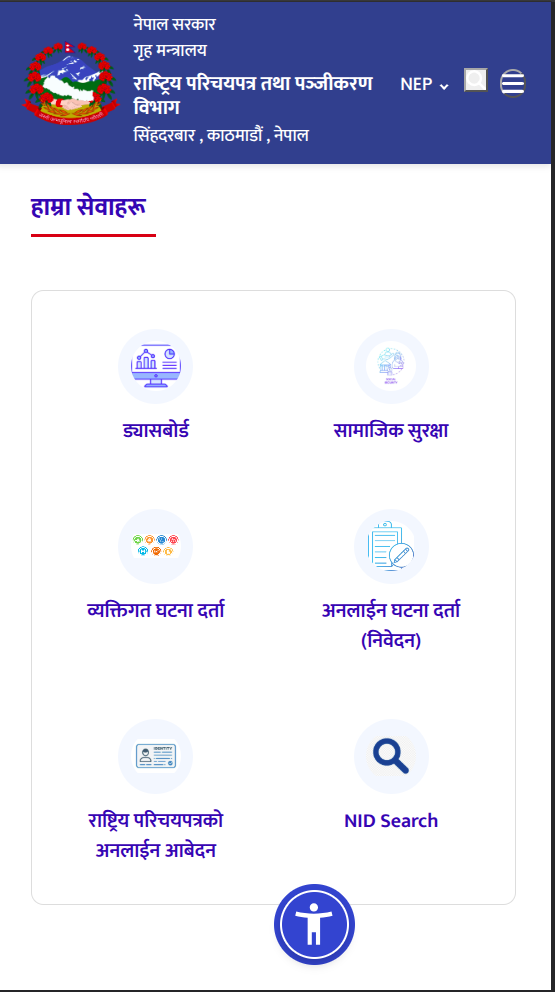 नेपाल सरकार
गृह मन्त्रालय
राष्ट्रिय परिचयपत्र तथा पञ्जीकरण
विभाग
सिंहदरबार , काठमाडौं , नेपाल
NEP
हाम्रा सेवाहरू
ड्यासबोर्ड
सामाजिक सुरक्षा
व्यक्तिगत घटना दर्ता
अनलाईन घटना दर्ता
(निवेदन)
IDENTITY
राष्ट्रिय परिचयपत्रको
अनलाईन आबेदन
NID Search